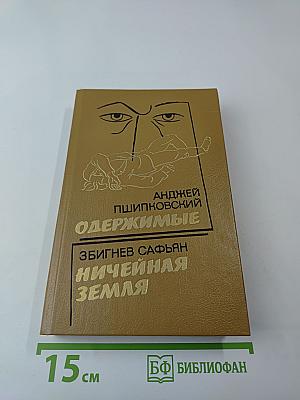 АНДЖЕЙ
ПШИПКОВСКИЙ
ОДЕРЖИМЫЕ
ЗБИГНЕВ САФЬЯН
НИЧЕЙНАЯ
ЗЕМЛЯ
15 см
БФ БИБЛИОФАН